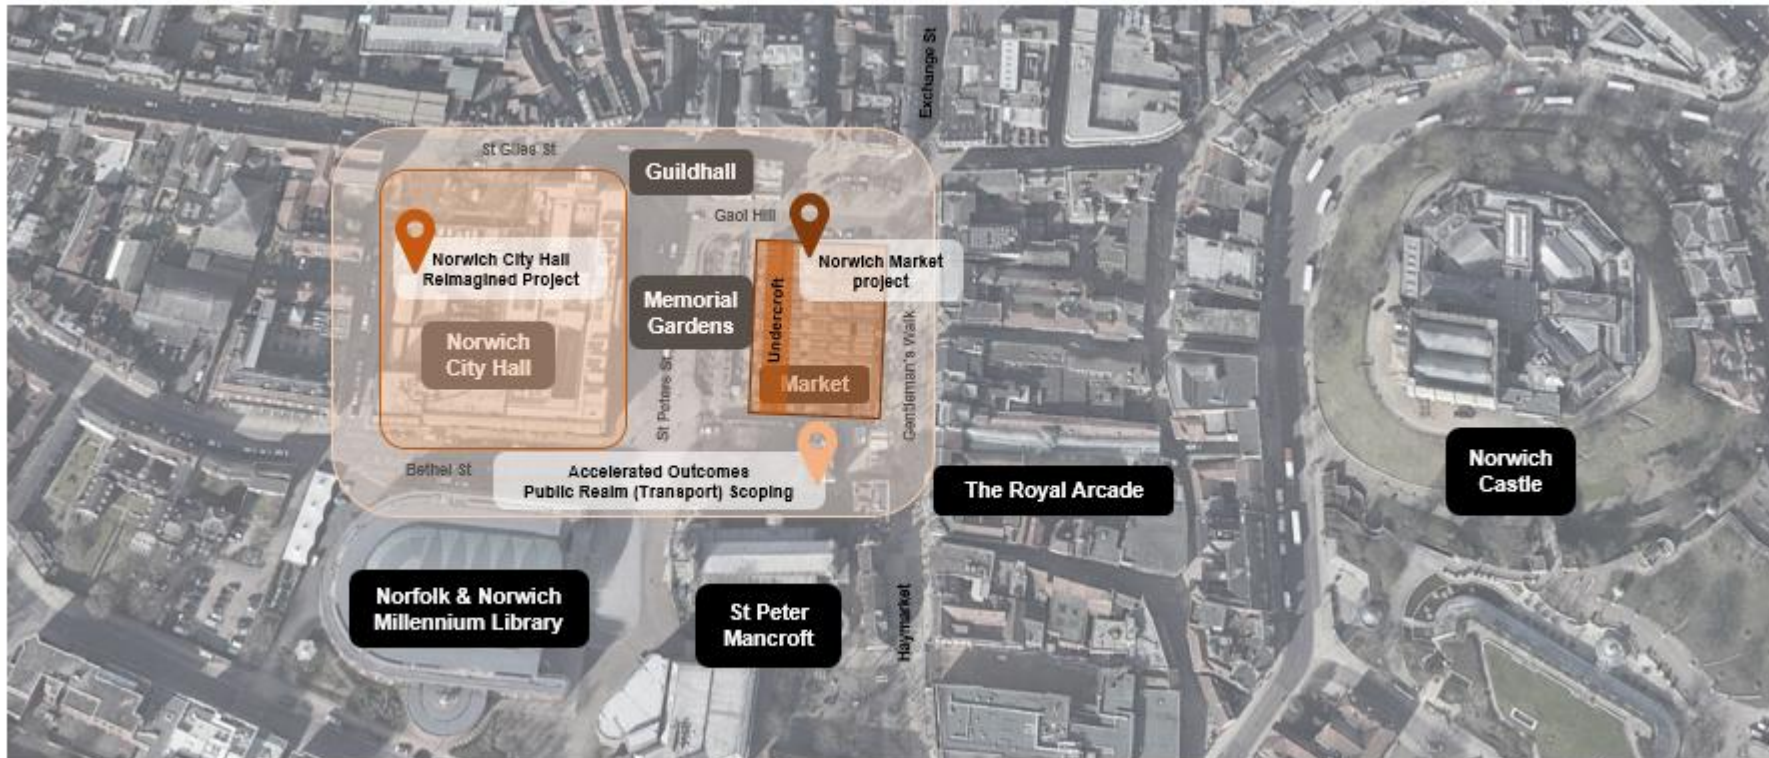 Exchange St
St Giles St
Guildhall
Gaol Hill
Norwich City Hall
Reimagined Project
Norwich Market
project
Memorial
Gardens
Undercroft
Norwich
City Hall
Market
St Peters St
Gentleman's Walk
Bethel St
Accelerated Outcomes
Public Realm (Transport) Scoping
The Royal Arcade
Norwich
Castle
Norfolk & Norwich
Millennium Library
St Peter
Mancroft
Haymarket